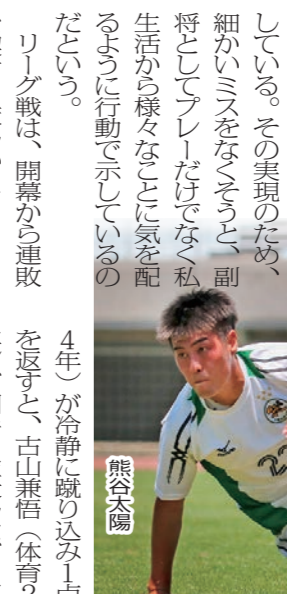 している。その実現のため、
細かいミスをなくそうと、副
将としてプレーだけでなく私
生活から様々なことに気を配
るように行動で示しているの
だという。
リーグ戦は、開幕から連敗
熊谷太陽
4年）が冷静に蹴り込み1点
を返すと、古山兼悟（体育2